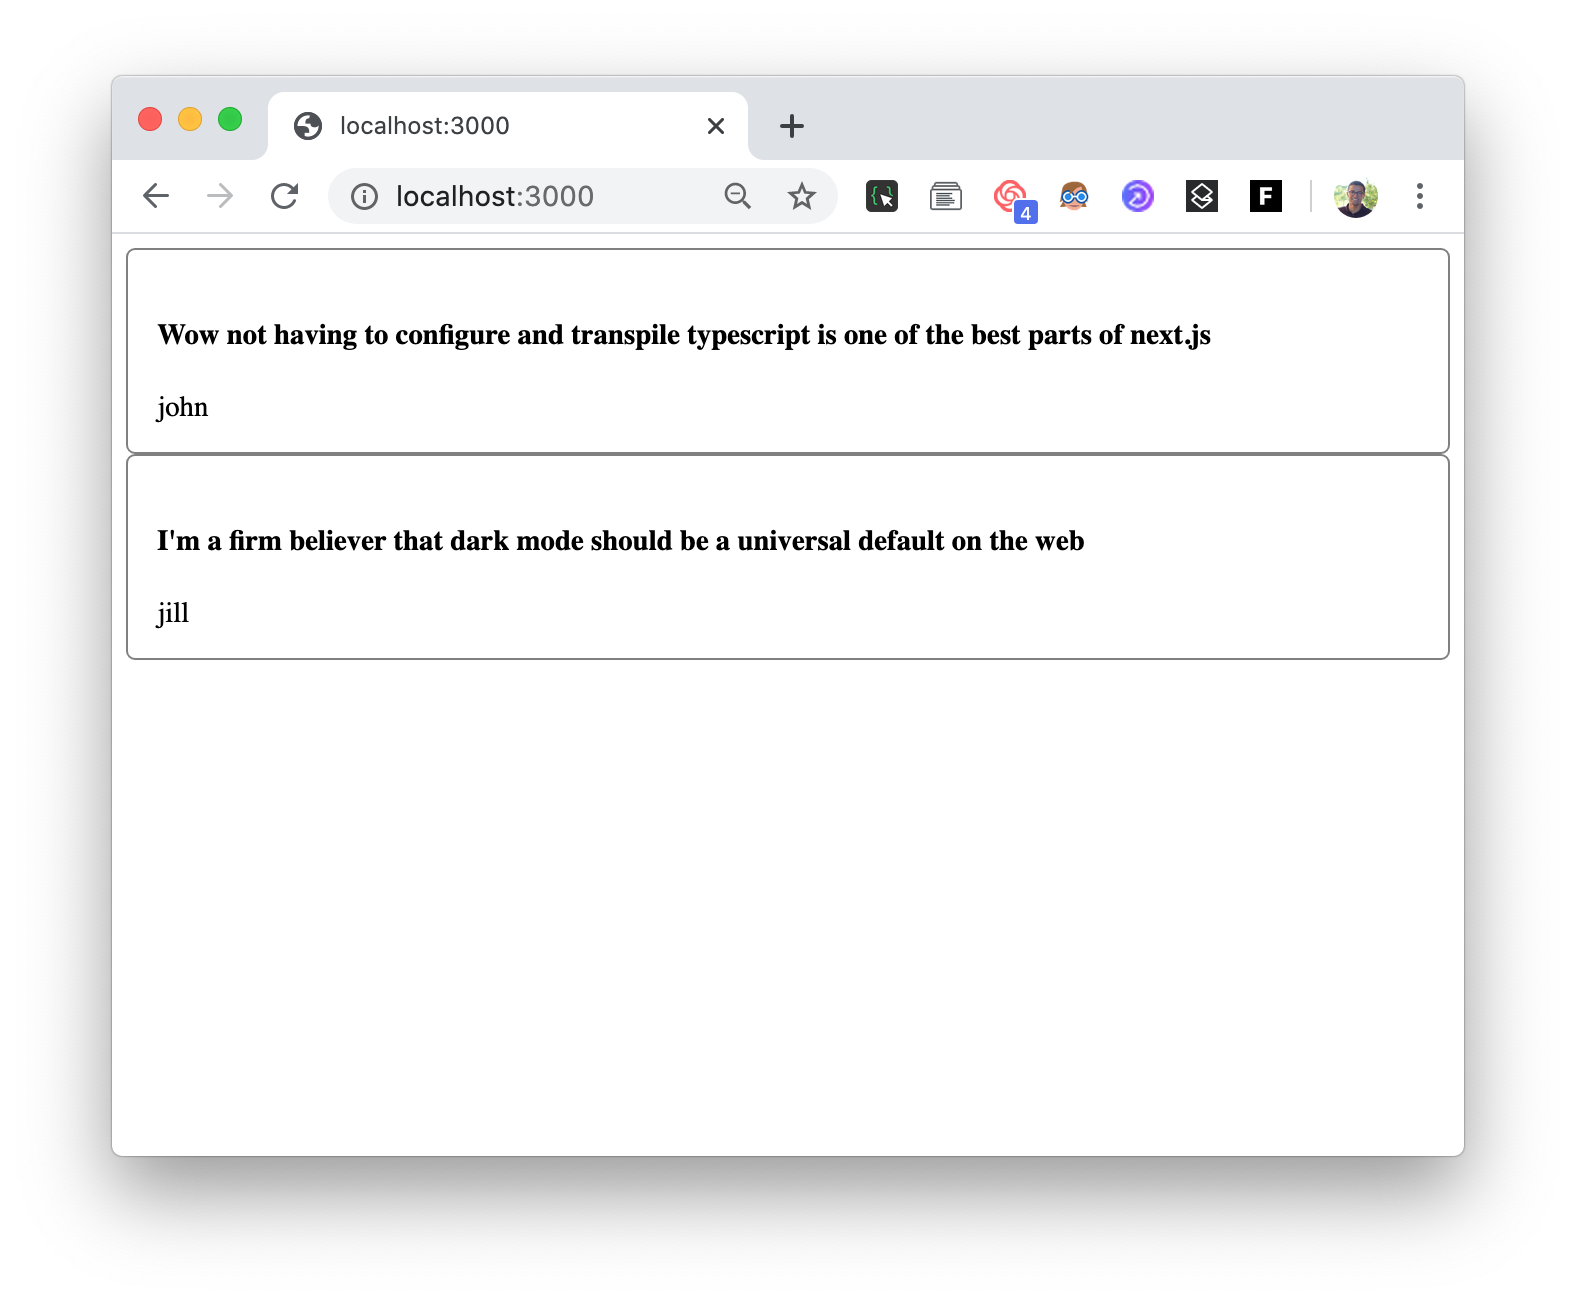 localhost:3000
localhost:3000
4
F
Wow not having to configure and transpile typescript is one of the best parts of next.js
john
I'm a firm believer that dark mode should be a universal default on the web
jill